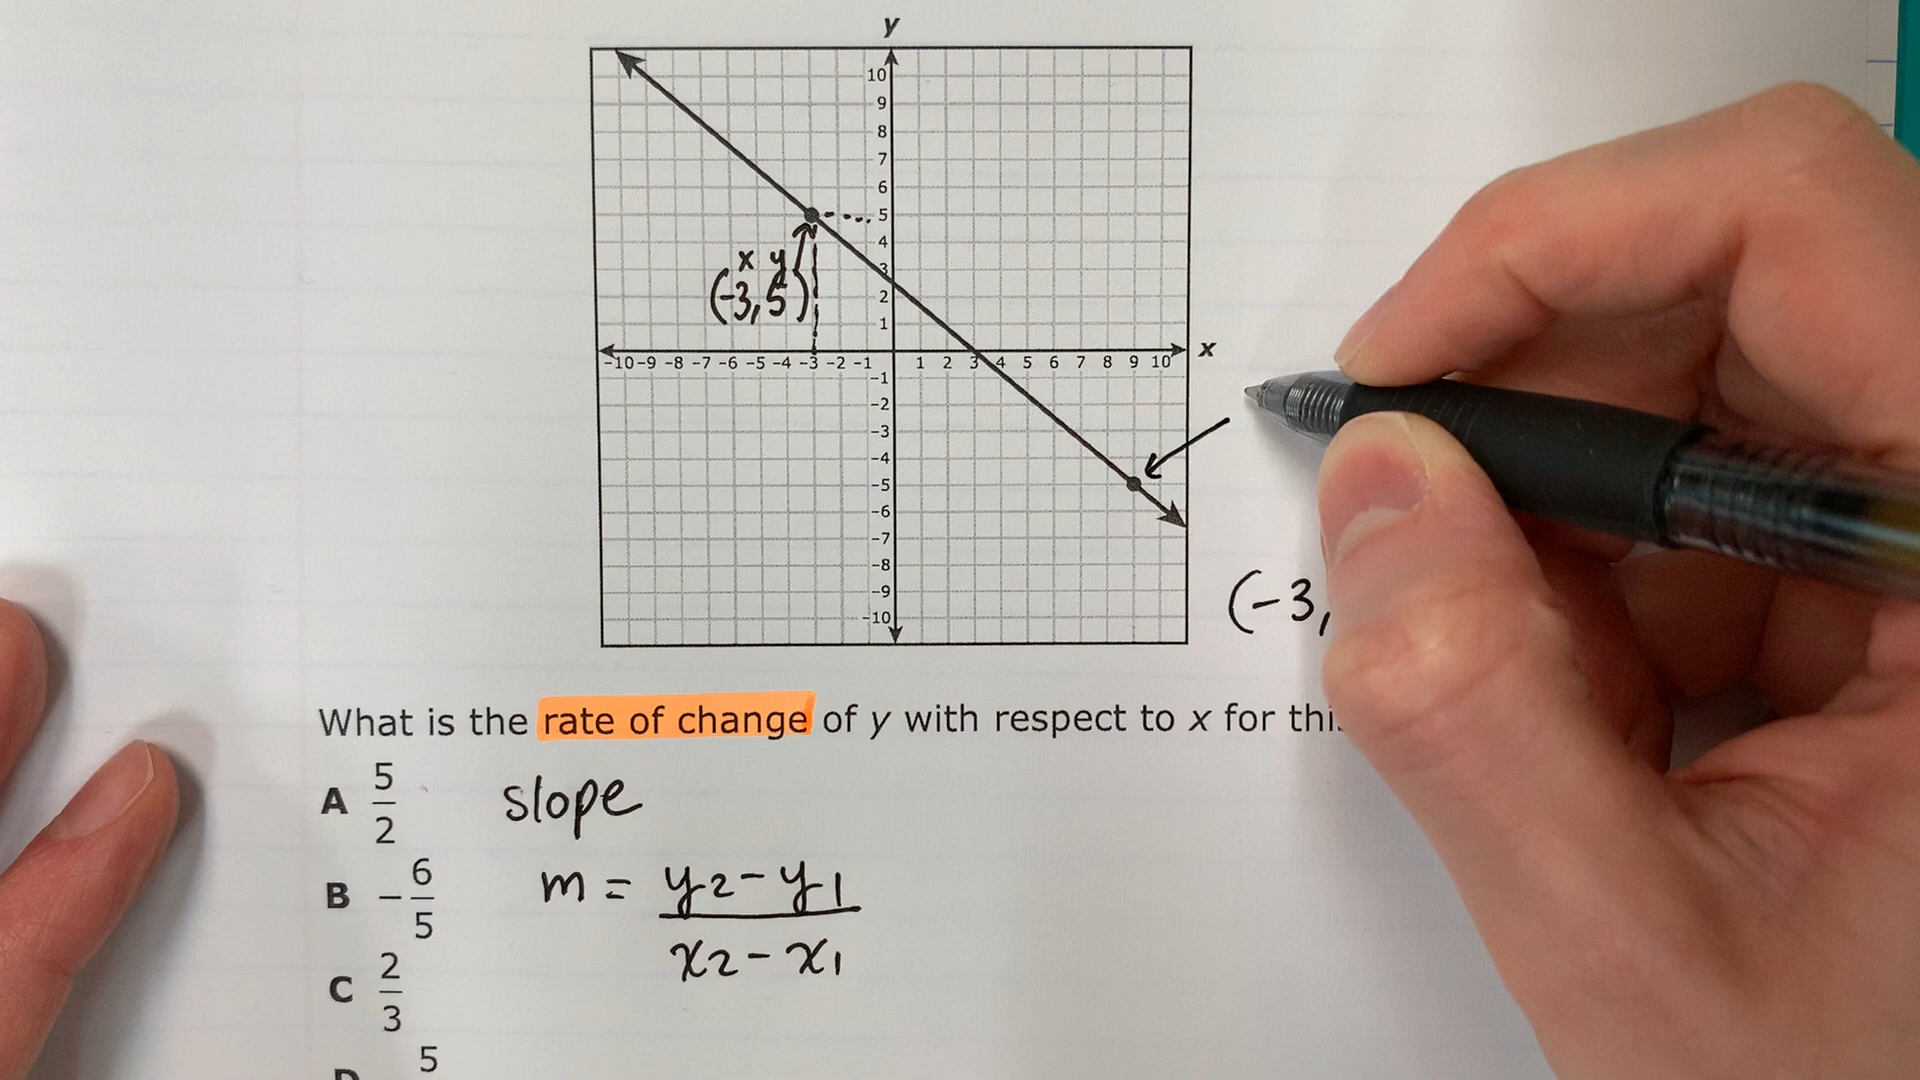 y
10
9
8
7
6
5
4
3
2
1
x y
(-3, 5)
-10 -9 -8 -7 -6 -5 -4 -3 -2 -1 1 2 3 4 5 6 7 8 9 10 x
-1
-2
-3
-4
-5
-6
-7
-8
-9
-10
(-3,
What is the rate of change of y with respect to x for
A 5/2
slope
B -6/5
m = y2-y1
x2-x1
C 2/3
5